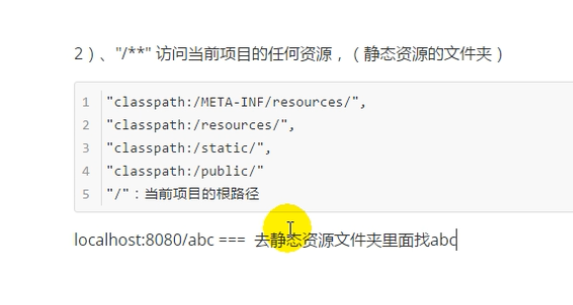 2）、"/**" 访问当前项目的任何资源，（静态资源的文件夹）
1 "classpath:/META-INF/resources/",
2 "classpath:/resources/",
3 "classpath:/static/",
4 "classpath:/public/"
5 "/"：当前项目的根路径
localhost:8080/abc === 去静态资源文件夹里面找abc